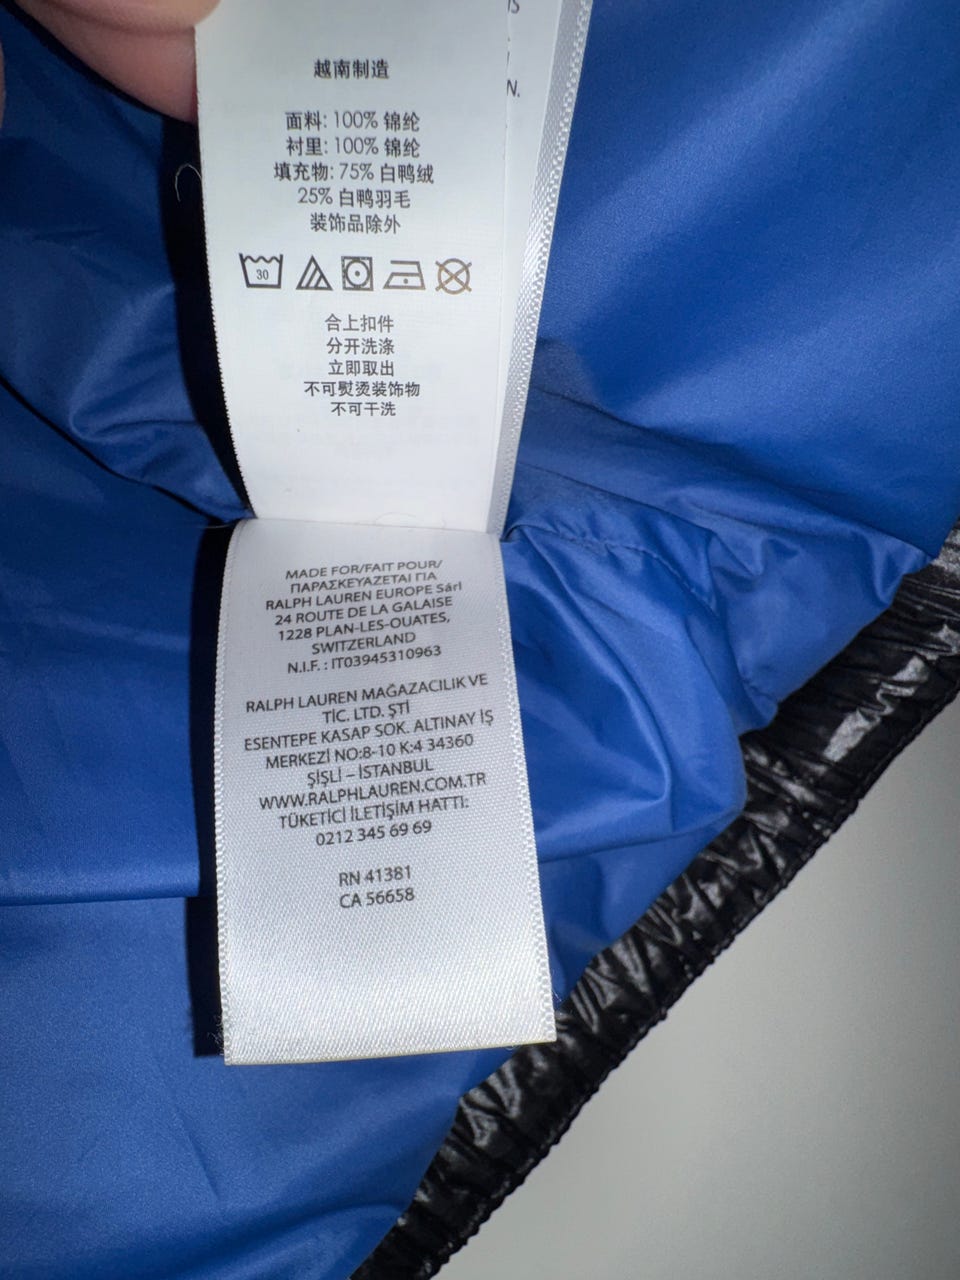 越南制造
面料: 100% 锦纶
衬里: 100% 锦纶
填充物: 75% 白鸭绒
25% 白鸭羽毛
装饰品除外
30
合上扣件
分开洗涤
立即取出
不可熨烫装饰物
不可干洗
N.
MADE FOR/FAIT POUR/
ΠΑΡΑΣΚΕΥΑΖΕΤΑΙ ΓΙΑ
RALPH LAUREN EUROPE Sárl
24 ROUTE DE LA GALAISE
1228 PLAN-LES-OUATES,
SWITZERLAND
N.I.F. : IT03945310963
RALPH LAUREN MAĞAZACILIK VE
TİC. LTD. ŞTİ
ESENTEPE KASAP SOK. ALTINAY İŞ
MERKEZİ NO:8-10 K:4 34360
ŞİŞLİ – İSTANBUL
WWW.RALPHLAUREN.COM.TR
TÜKETİCİ İLETİŞİM HATTI:
0212 345 69 69
RN 41381
CA 56658